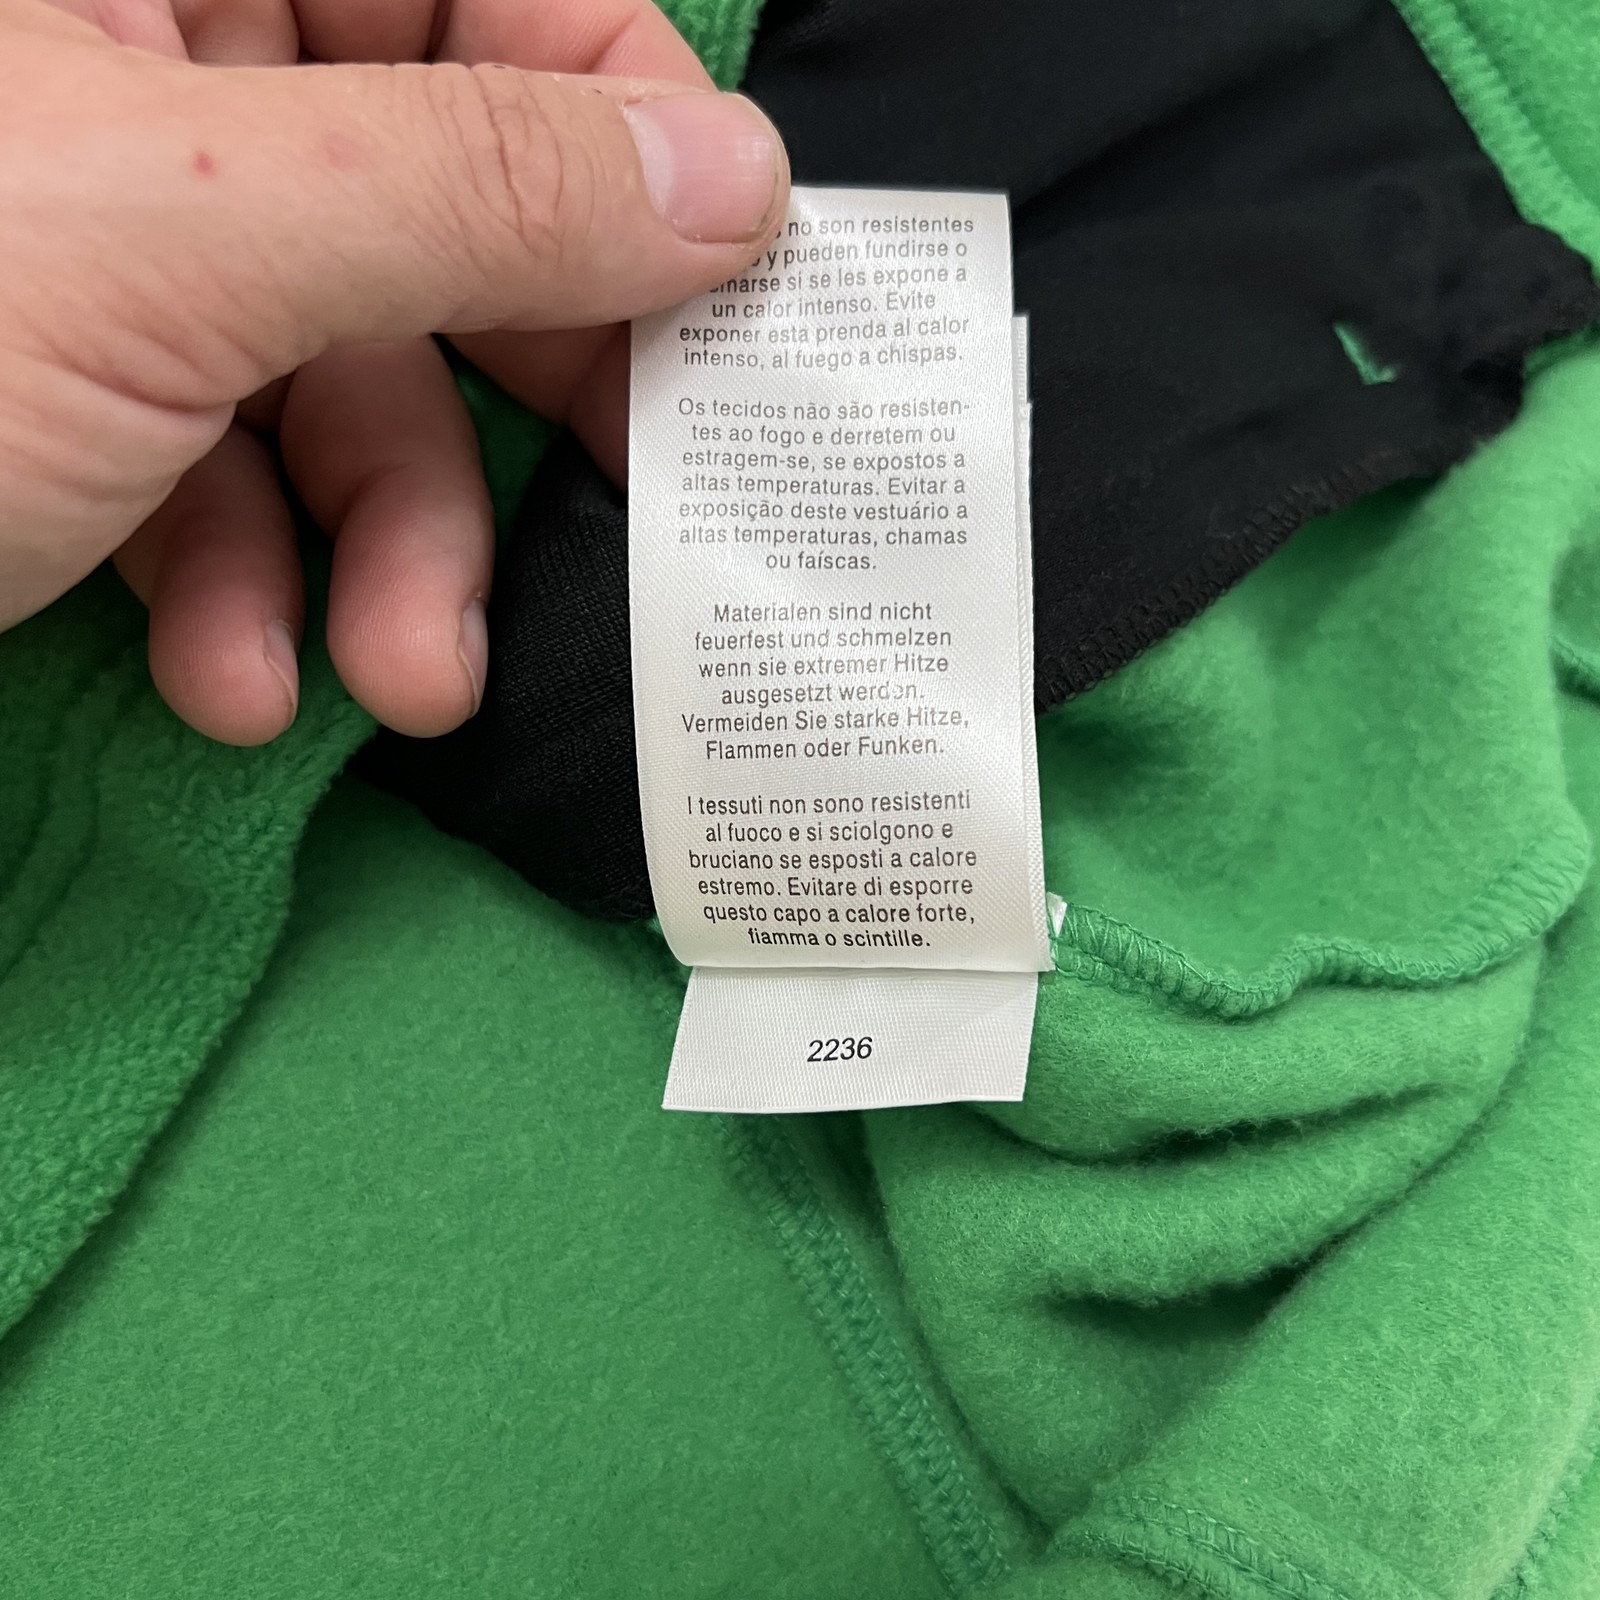 no son resistentes
y pueden fundirse o
si se les expone a
un calor intenso. Evite
exponer esta prenda al calor
intenso, al fuego a chispas.
Os tecidos não são resisten-
tes ao fogo e derretem ou
estragem-se, se expostos a
altas temperaturas. Evitar a
exposição deste vestuário a
altas temperaturas, chamas
ou faíscas.
Materialen sind nicht
feuerfest und schmelzen
wenn sie extremer Hitze
ausgesetzt werden.
Vermeiden Sie starke Hitze,
Flammen oder Funken.
I tessuti non sono resistenti
al fuoco e si sciolgono e
bruciano se esposti a calore
estremo. Evitare di esporre
questo capo a calore forte,
fiamma o scintille.
2236